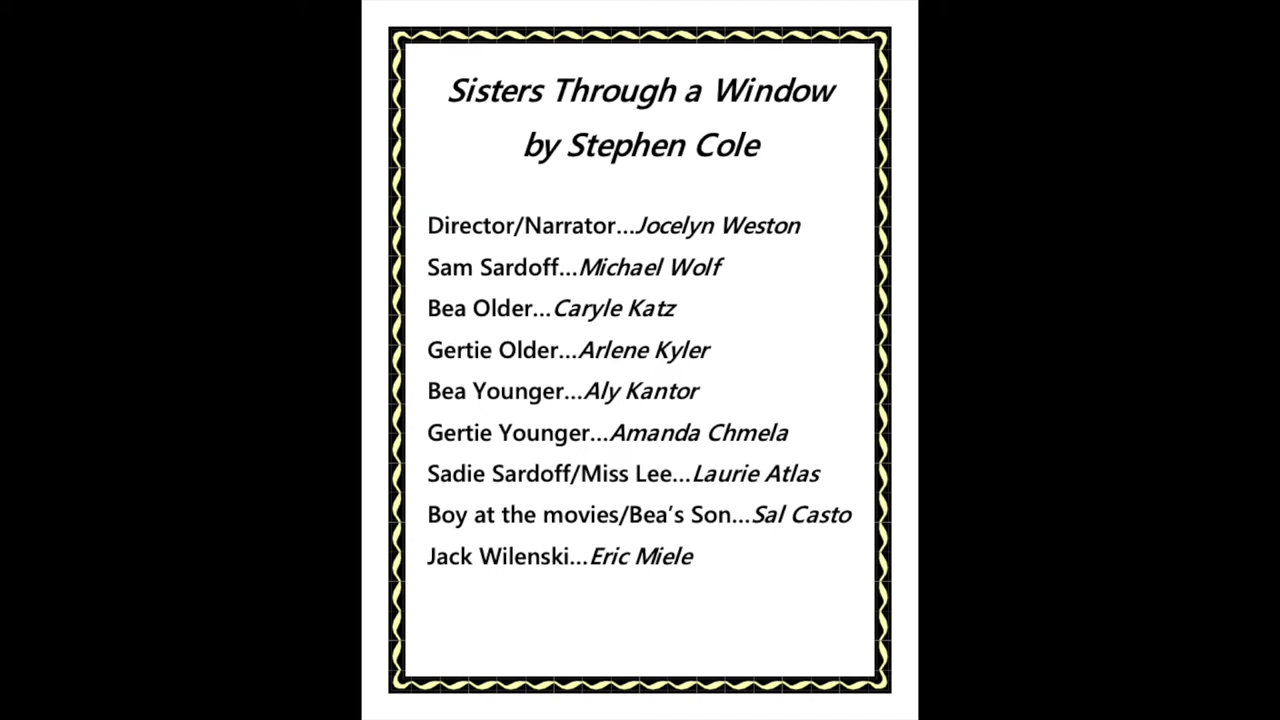 Sisters Through a Window
by Stephen Cole
Director/Narrator...Jocelyn Weston
Sam Sardoff...Michael Wolf
Bea Older...Caryle Katz
Gertie Older...Arlene Kyler
Bea Younger...Aly Kantor
Gertie Younger...Amanda Chmela
Sadie Sardoff/Miss Lee...Laurie Atlas
Boy at the movies/Bea's Son...Sal Casto
Jack Wilenski...Eric Miele